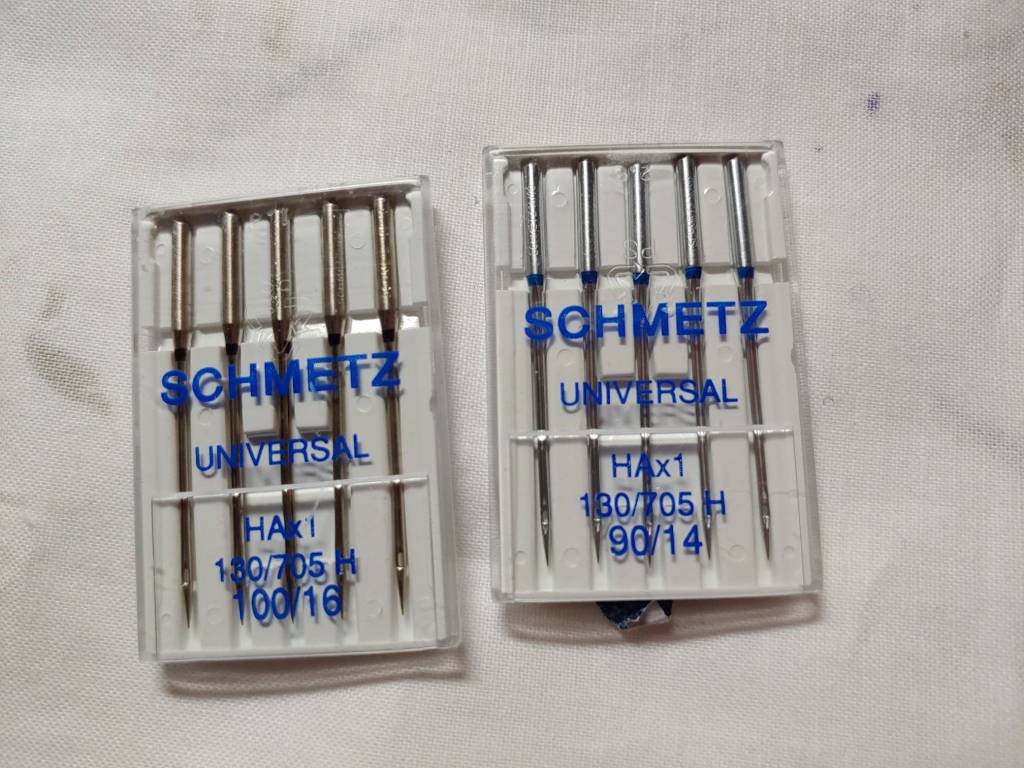 SCHMETZ
UNIVERSAL
HAx1
130/705 H
100/16
SCHMETZ
UNIVERSAL
HAx1
130/705 H
90/14